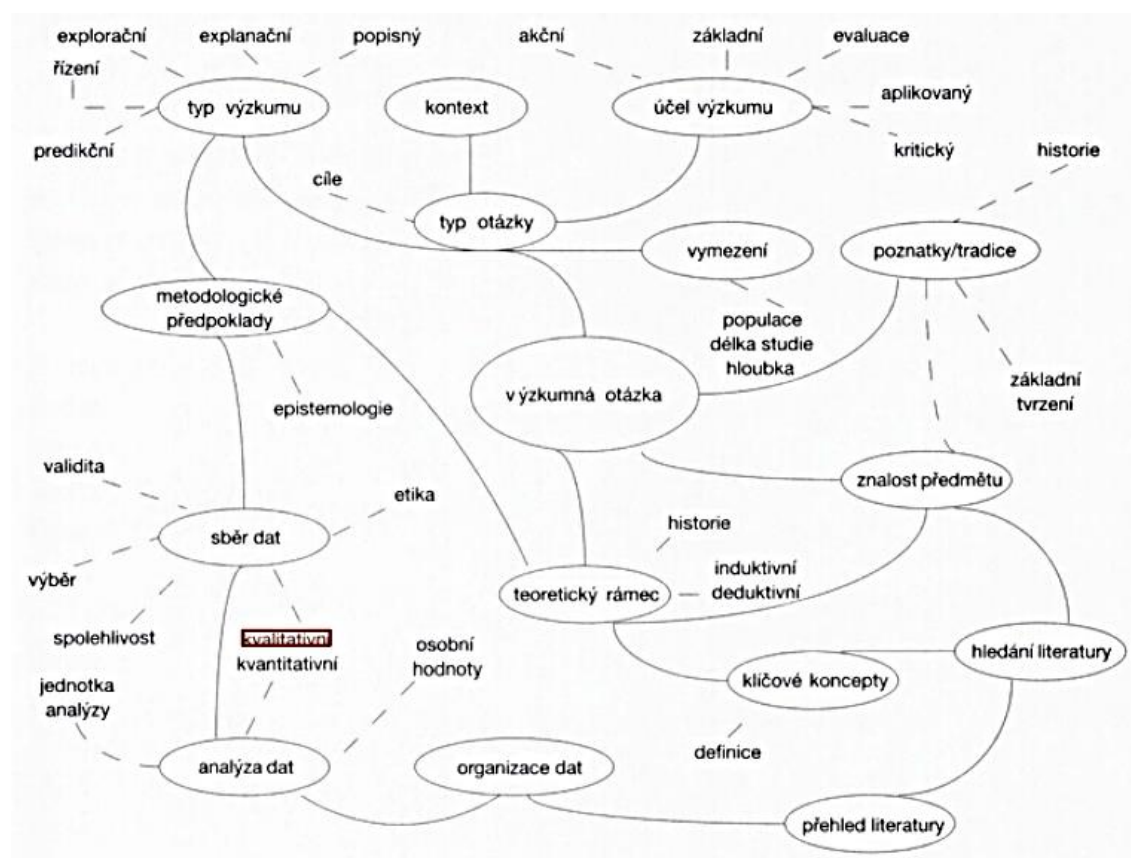 explorační
explanační
popisný
akční
základní
evaluace
řízení
typ výzkumu
kontext
účel výzkumu
aplikovaný
predikční
kritický
historie
cíle
typ otázky
vymezení
poznatky/tradice
metodologické
předpoklady
populace
délka studie
hloubka
výzkumná otázka
základní
tvrzení
epistemologie
validita
etika
znalost předmětu
sběr dat
historie
výběr
teoretický rámec
induktivní
deduktivní
spolehlivost
kvalitativní
kvantitativní
osobní
hodnoty
hledání literatury
jednotka
analýzy
klíčové koncepty
definice
analýza dat
organizace dat
přehled literatury